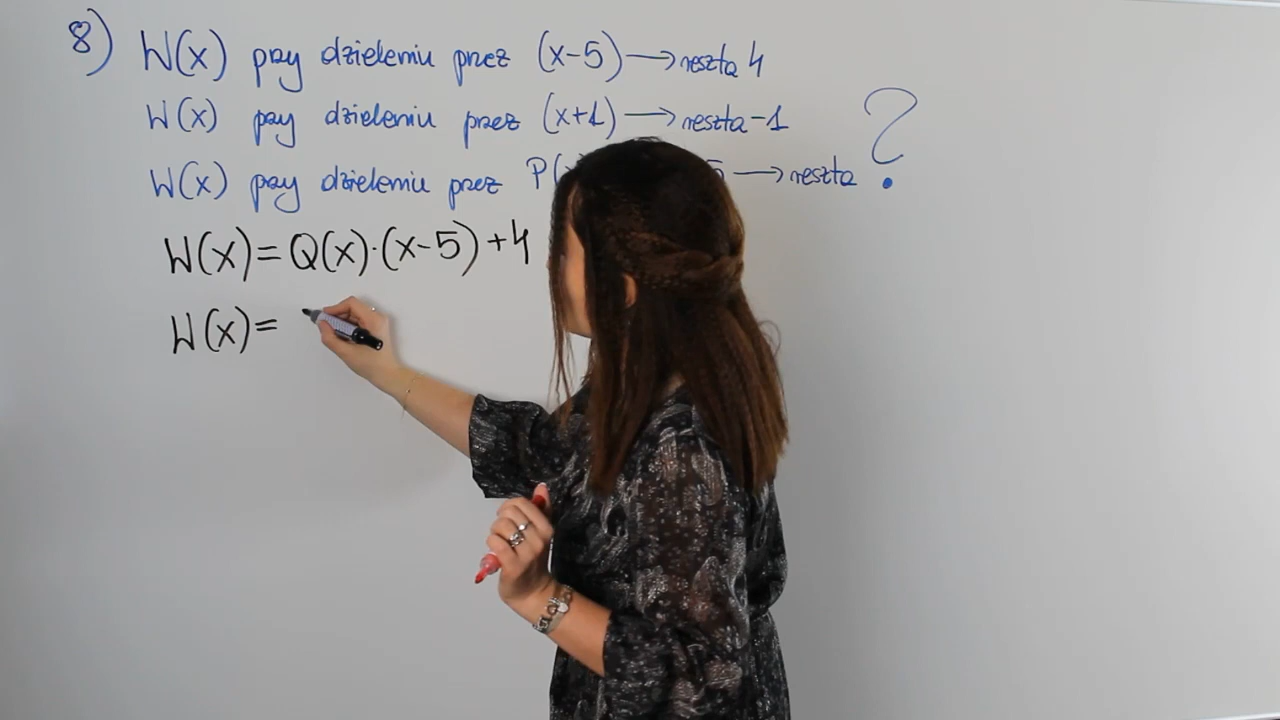 8) W(x) przy dzieleniu przez (x-5) → reszta 4
W(x) przy dzieleniu przez (x+1) → reszta -1 ?
W(x) przy dzieleniu przez P(x 5 → reszta
W(x)=Q(x)·(x-5)+4
W(x)=